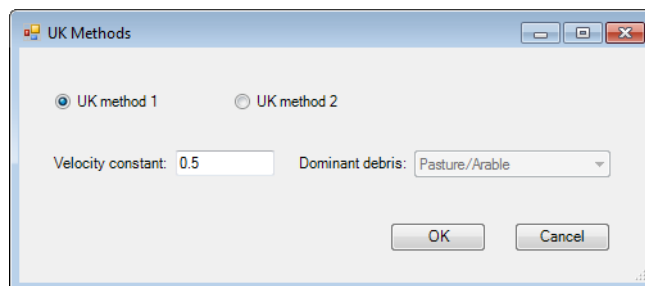 UK Methods
UK method 1 UK method 2
Velocity constant: 0.5 Dominant debris: Pasture/Arable
OK Cancel